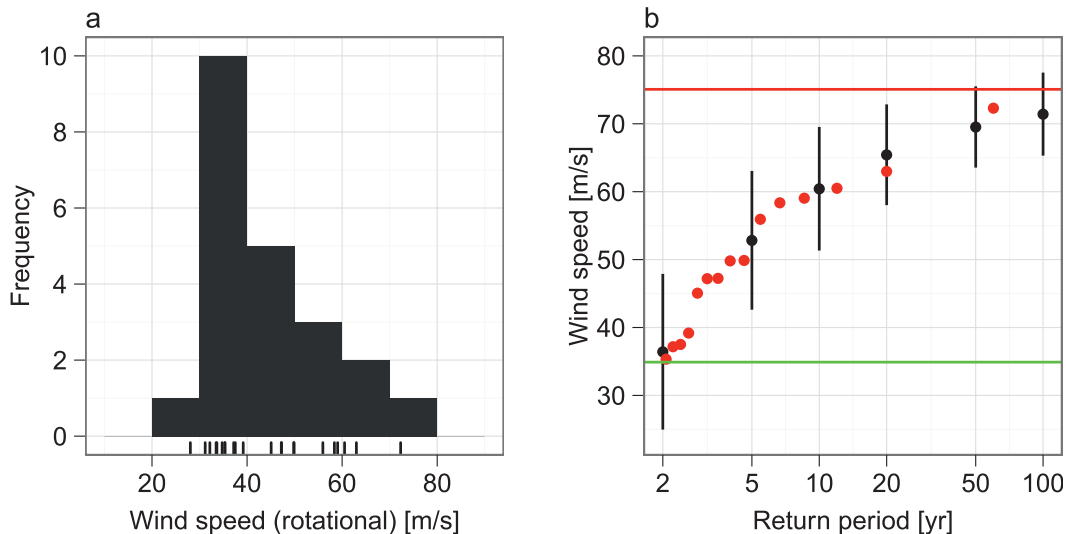 a
10
8
6
4
2
0
Frequency
20 40 60 80
Wind speed (rotational) [m/s]
b
80
70
60
50
40
30
Wind speed [m/s]
2 5 10 20 50 100
Return period [yr]